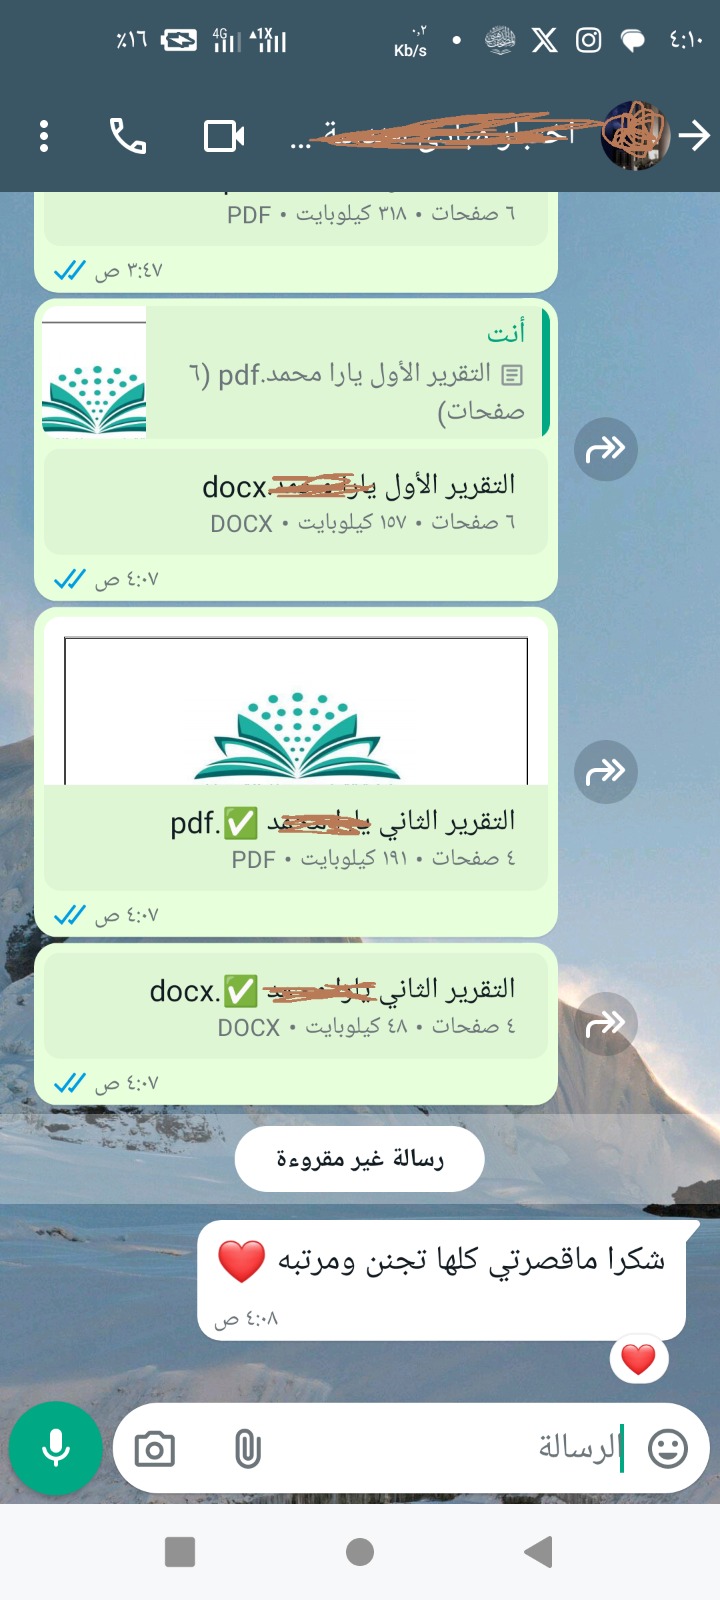 ٪١٦ 4G 1X ٠,٢ Kb/s X ٤:١٠
...
٦ صفحات • ٣١٨ كيلوبايت • PDF
٣:٤٧ ص
أنت
التقرير الأول يارا محمد.pdf (٦
صفحات)
التقرير الأول .docx
٦ صفحات • ١٥٧ كيلوبايت • DOCX
٤:٠٧ ص
التقرير الثاني ✅.pdf
٤ صفحات • ١٩١ كيلوبايت • PDF
٤:٠٧ ص
التقرير الثاني ✅.docx
٤ صفحات • ٤٨ كيلوبايت • DOCX
٤:٠٧ ص
رسالة غير مقروءة
شكرا ماقصرتي كلها تجنن ومرتبه ❤️
٤:٠٨ ص
❤️
الرسالة